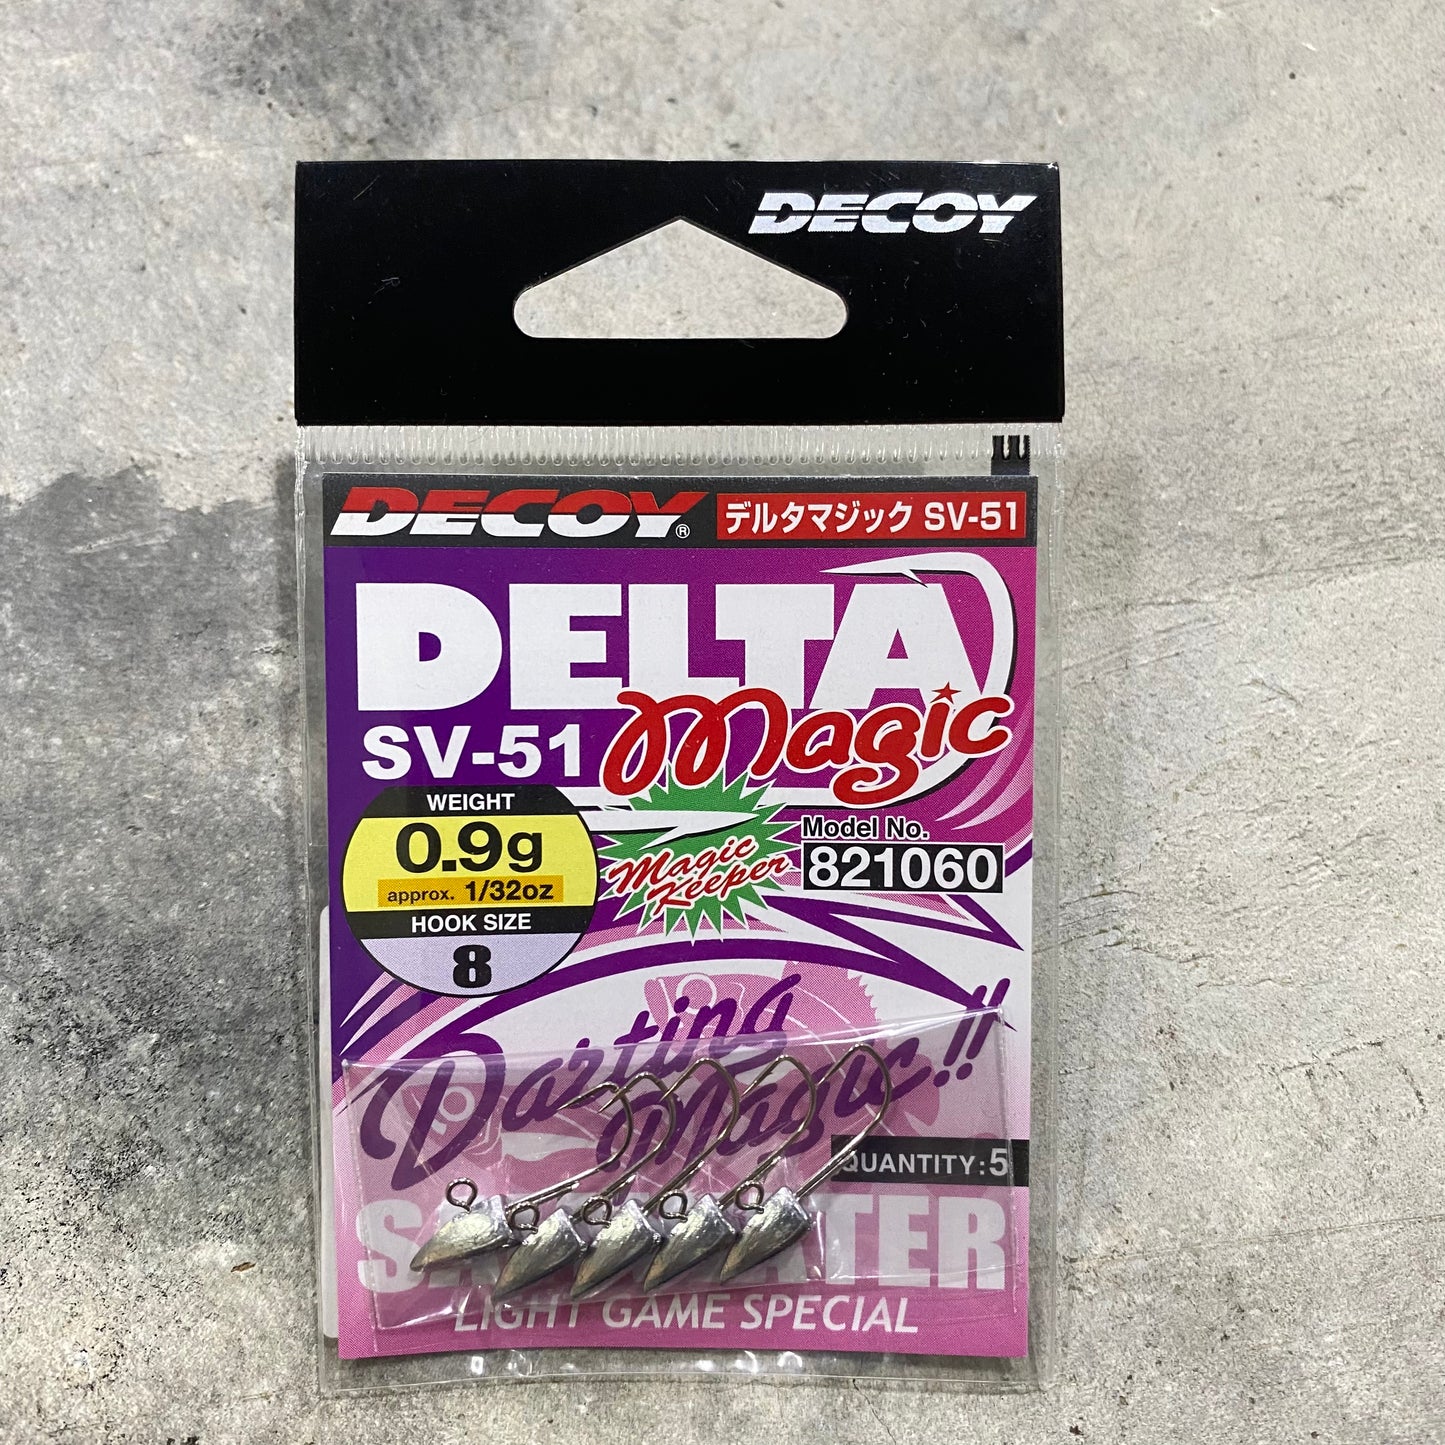 DECOY
DECOY® デルタマジック SV-51
DELTA
SV-51 Magic
WEIGHT
0.9g
approx. 1/32oz
HOOK SIZE
8
Magic
Keeper
Model No.
821060
Darting
Magic!!
QUANTITY:5
SALTWATER
LIGHT GAME SPECIAL